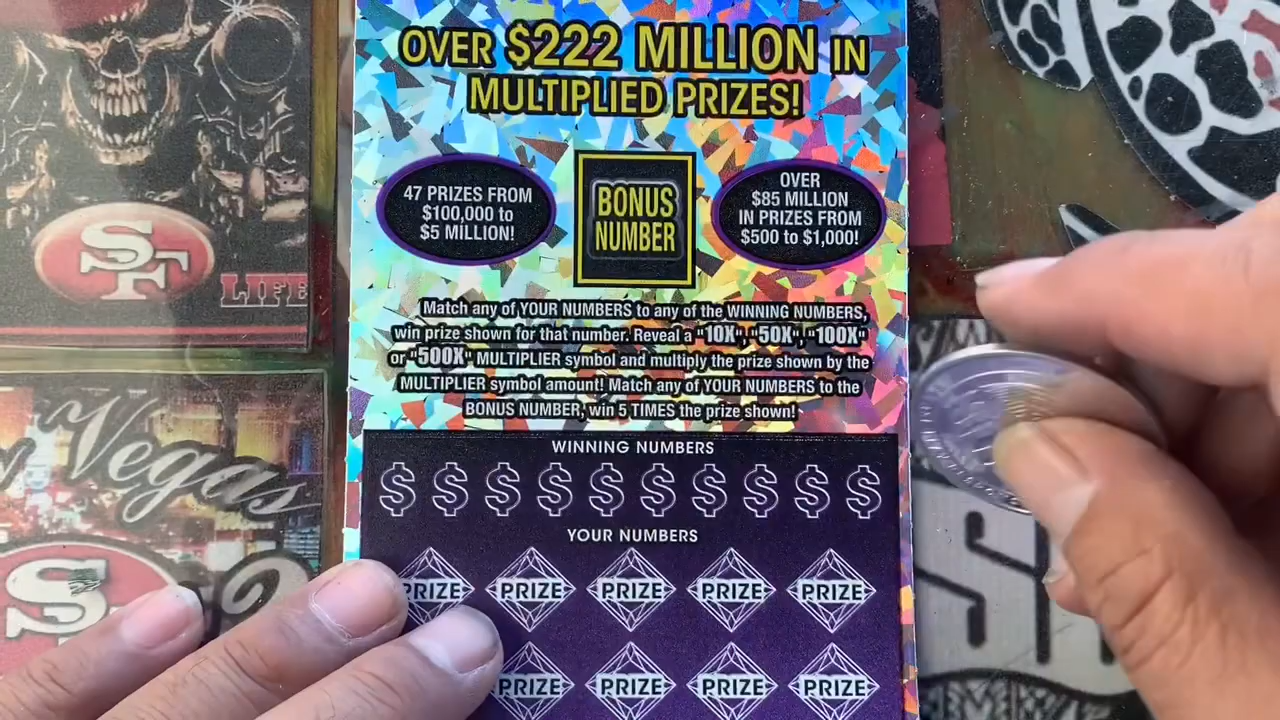 OVER $222 MILLION IN
MULTIPLIED PRIZES!
47 PRIZES FROM
$100,000 to
$5 MILLION!
BONUS
NUMBER
OVER
$85 MILLION
IN PRIZES FROM
$500 to $1,000!
Match any of YOUR NUMBERS to any of the WINNING NUMBERS,
win prize shown for that number. Reveal a "10X", "50X", "100X"
or "500X" MULTIPLIER symbol and multiply the prize shown by the
MULTIPLIER symbol amount! Match any of YOUR NUMBERS to the
BONUS NUMBER, win 5 TIMES the prize shown!
WINNING NUMBERS
$ $ $ $ $ $ $ $ $ $
YOUR NUMBERS
PRIZE PRIZE PRIZE PRIZE PRIZE
PRIZE PRIZE PRIZE PRIZE
SF
LIFE
Vegas
SF